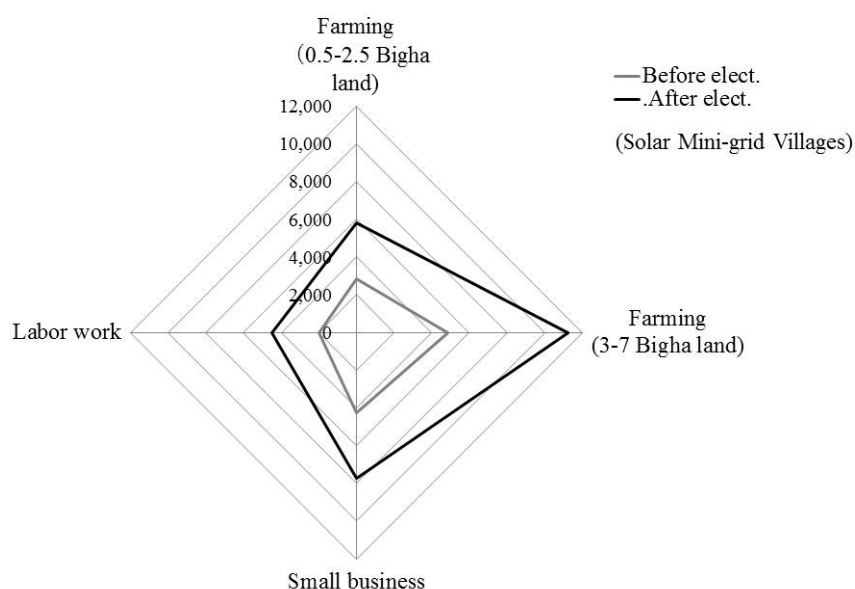 Farming
(0.5-2.5 Bigha
land)
Before elect.
.After elect.
(Solar Mini-grid Villages)
12,000
10,000
8,000
6,000
4,000
2,000
0
Labor work
Farming
(3-7 Bigha land)
Small business